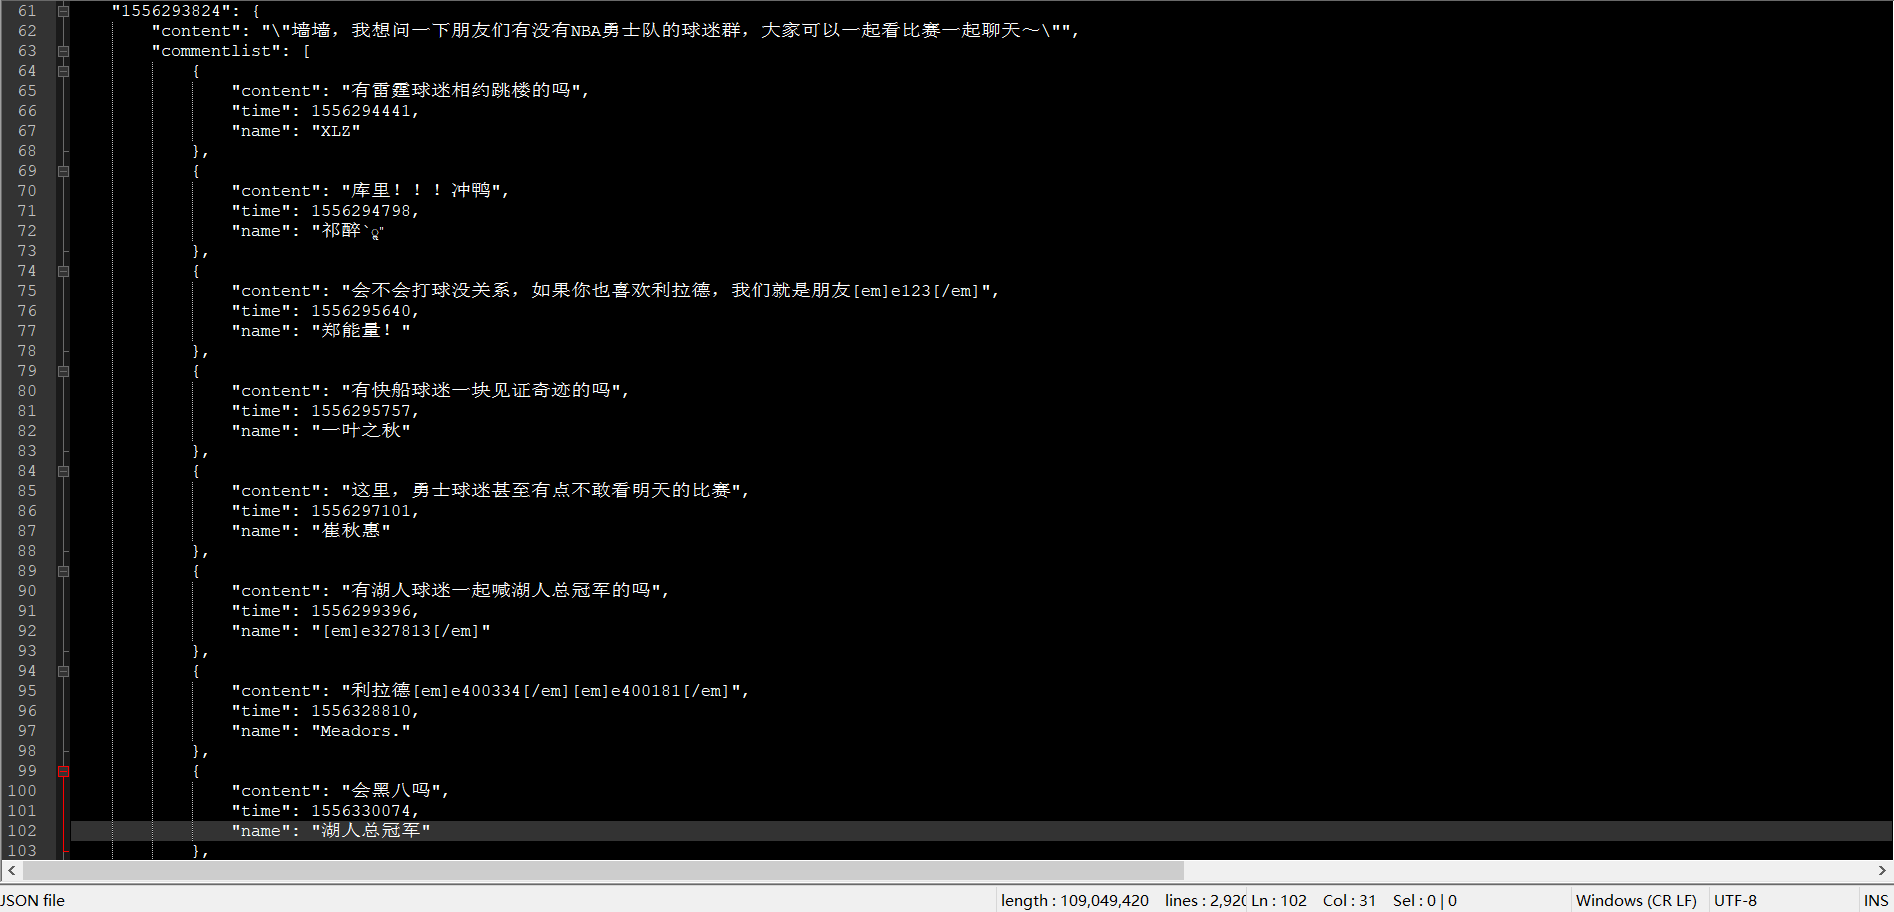 61 "1556293824": {
62 "content": "\"墙墙，我想问一下朋友们有没有NBA勇士队的球迷群，大家可以一起看比赛一起聊天～\"",
63 "commentlist": [
64 {
65 "content": "有雷霆球迷相约跳楼的吗",
66 "time": 1556294441,
67 "name": "XLZ"
68 },
69 {
70 "content": "库里！！！冲鸭",
71 "time": 1556294798,
72 "name": "祁醉`"
73 },
74 {
75 "content": "会不会打球没关系，如果你也喜欢利拉德，我们就是朋友[em]e123[/em]",
76 "time": 1556295640,
77 "name": "郑能量！"
78 },
79 {
80 "content": "有快船球迷一块见证奇迹的吗",
81 "time": 1556295757,
82 "name": "一叶之秋"
83 },
84 {
85 "content": "这里，勇士球迷甚至有点不敢看明天的比赛",
86 "time": 1556297101,
87 "name": "崔秋惠"
88 },
89 {
90 "content": "有湖人球迷一起喊湖人总冠军的吗",
91 "time": 1556299396,
92 "name": "[em]e327813[/em]"
93 },
94 {
95 "content": "利拉德[em]e400334[/em][em]e400181[/em]",
96 "time": 1556328810,
97 "name": "Meadors."
98 },
99 {
100 "content": "会黑八吗",
101 "time": 1556330074,
102 "name": "湖人总冠军"
103 },
JSON file length : 109,049,420 lines : 2,920 Ln : 102 Col : 31 Sel : 0 | 0 Windows (CR LF) UTF-8 INS